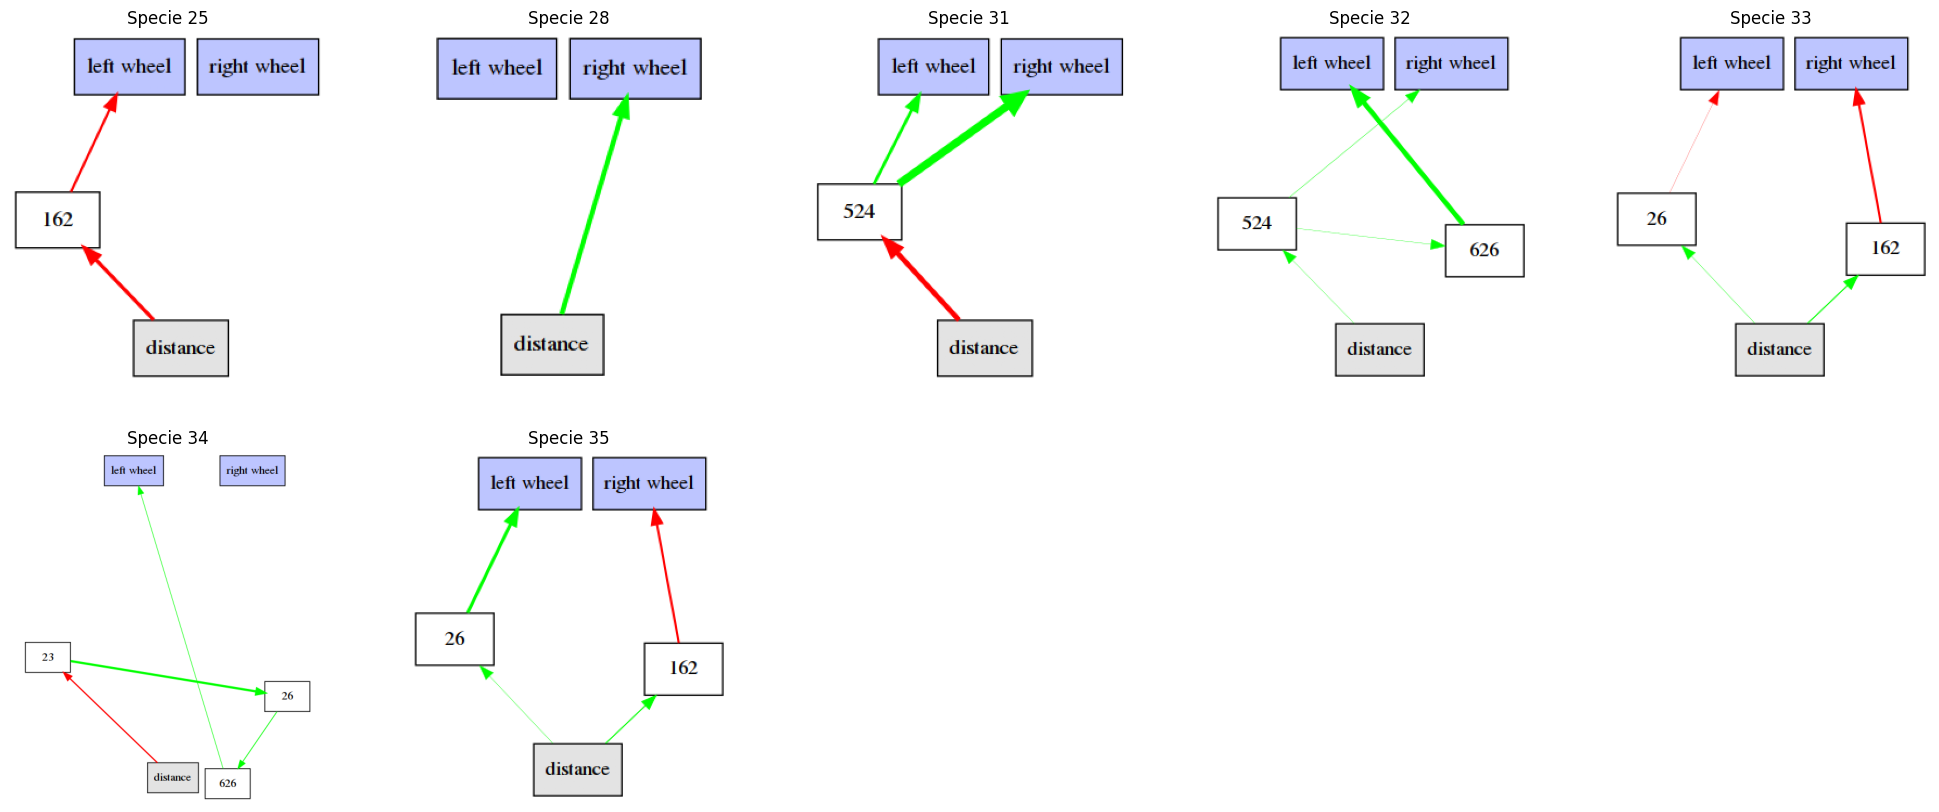 Specie 25
left wheel right wheel
162
distance
Specie 28
left wheel right wheel
distance
Specie 31
left wheel right wheel
524
distance
Specie 32
left wheel right wheel
524
626
distance
Specie 33
left wheel right wheel
26
162
distance
Specie 34
left wheel right wheel
23
26
distance
626
Specie 35
left wheel right wheel
26
162
distance